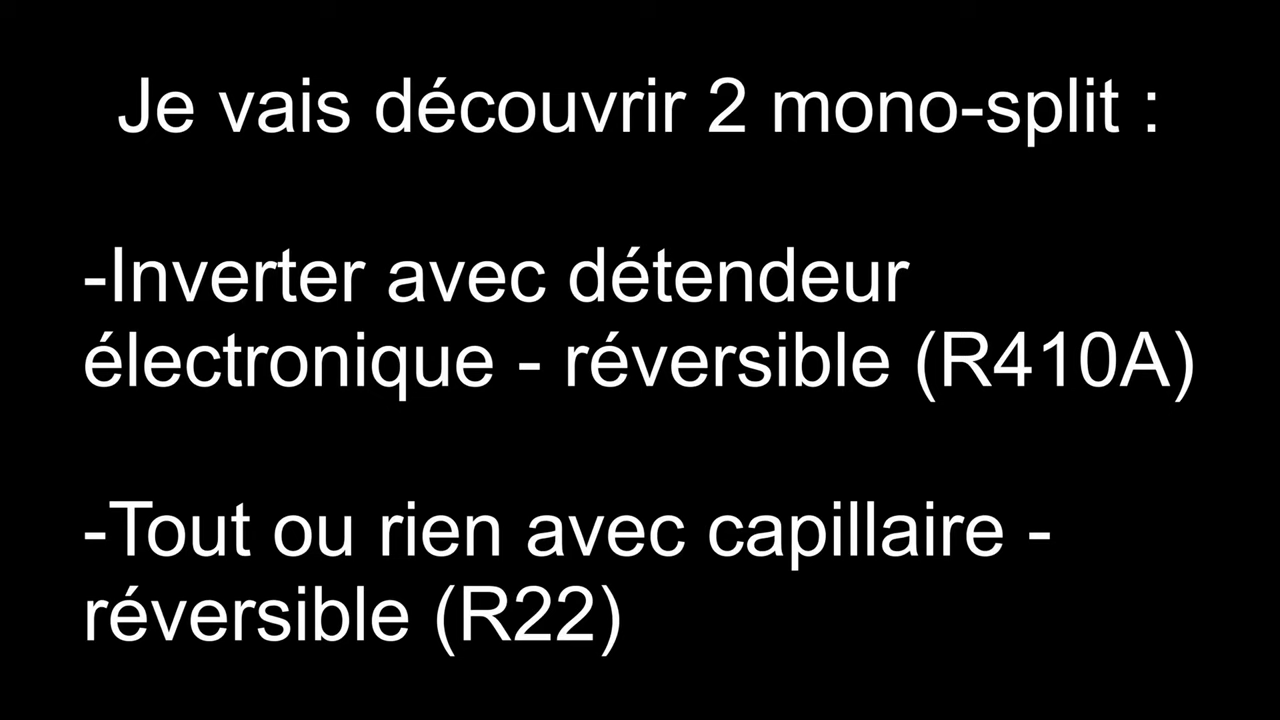 Je vais découvrir 2 mono-split :
-Inverter avec détendeur
électronique - réversible (R410A)
-Tout ou rien avec capillaire -
réversible (R22)